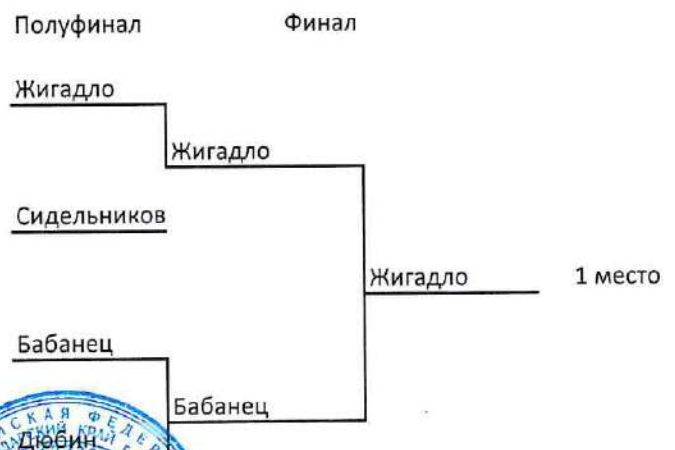 Полуфинал Финал
Жигадло
Жигадло
Сидельников
Жигадло 1 место
Бабанец
Бабанец
Дюбин